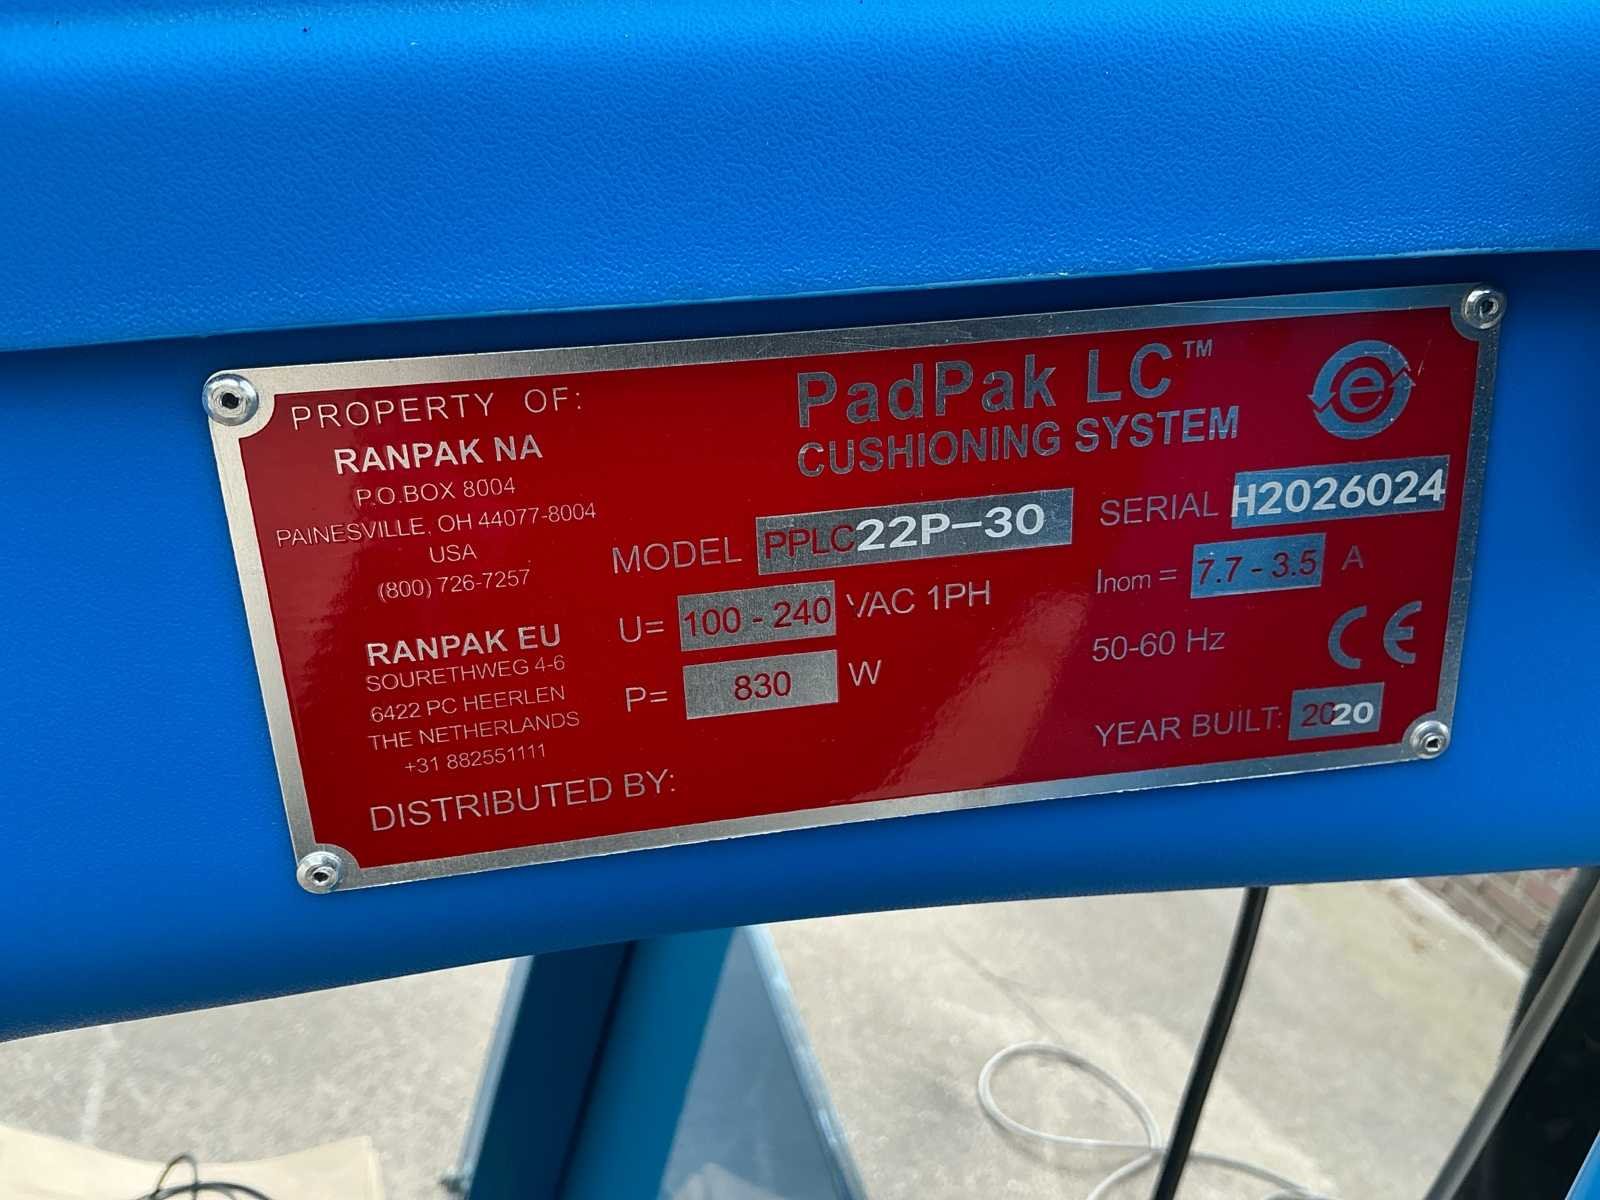 PROPERTY OF:
RANPAK NA
P.O.BOX 8004
PAINESVILLE, OH 44077-8004
USA
(800) 726-7257
RANPAK EU
SOURETHWEG 4-6
6422 PC HEERLEN
THE NETHERLANDS
+31 882551111
DISTRIBUTED BY:
PadPak LC™
CUSHIONING SYSTEM
e
MODEL PPLC22P-30
SERIAL H2026024
U= 100 - 240 VAC 1PH
Inom = 7.7 - 3.5 A
P= 830 W
50-60 Hz
CE
YEAR BUILT: 2020